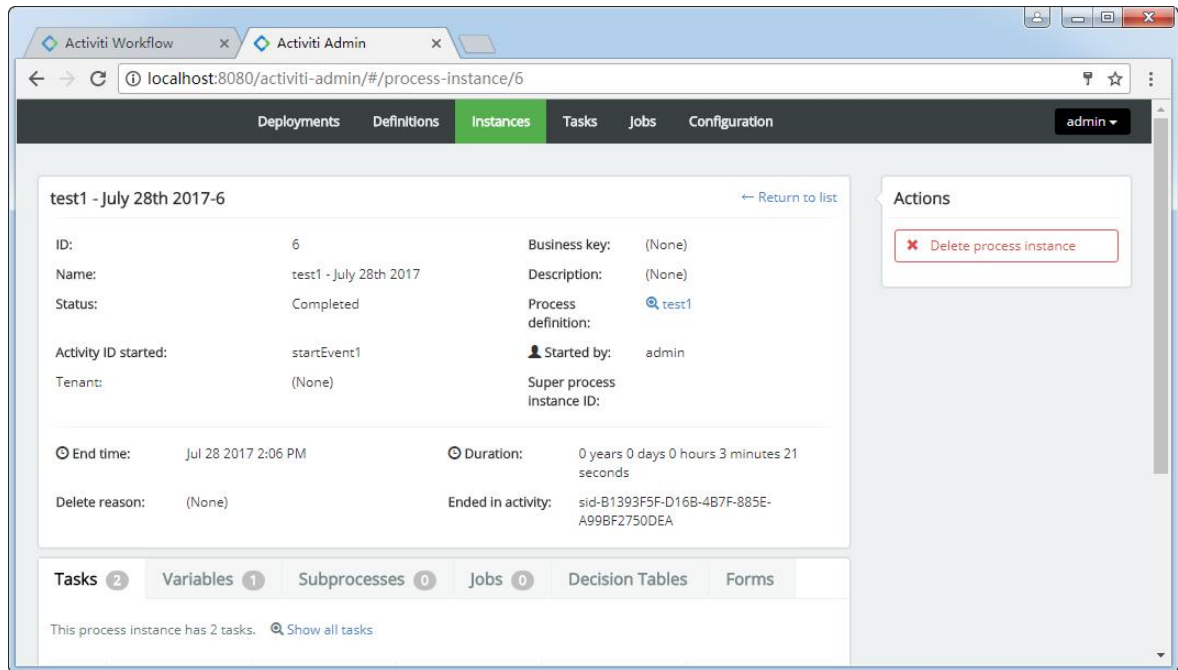 Activiti Workflow
Activiti Admin
localhost:8080/activiti-admin/#/process-instance/6
Deployments Definitions Instances Tasks Jobs Configuration admin
test1 - July 28th 2017-6 ← Return to list
Actions
Delete process instance
ID: 6 Business key: (None)
Name: test1 - July 28th 2017 Description: (None)
Status: Completed Process definition: test1
Activity ID started: startEvent1 Started by: admin
Tenant: (None) Super process instance ID:
End time: Jul 28 2017 2:06 PM Duration: 0 years 0 days 0 hours 3 minutes 21
seconds
Delete reason: (None) Ended in activity: sid-B1393F5F-D16B-4B7F-885E-
A99BF2750DEA
Tasks 2 Variables 1 Subprocesses 0 Jobs 0 Decision Tables Forms
This process instance has 2 tasks. Show all tasks